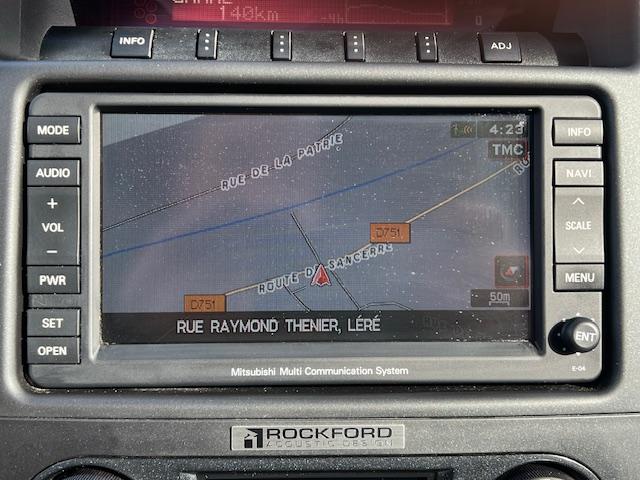 140km
INFO
ADJ
MODE
AUDIO
+
VOL
−
PWR
SET
OPEN
4:23
TMC
RUE DE LA PATRIE
D751
ROUTE DE SANCERRE
D751
50m
RUE RAYMOND THENIER, LÉRÉ
INFO
NAVI
SCALE
MENU
ENT
E-04
Mitsubishi Multi Communication System
ROCKFORD
ACOUSTIC DESIGN